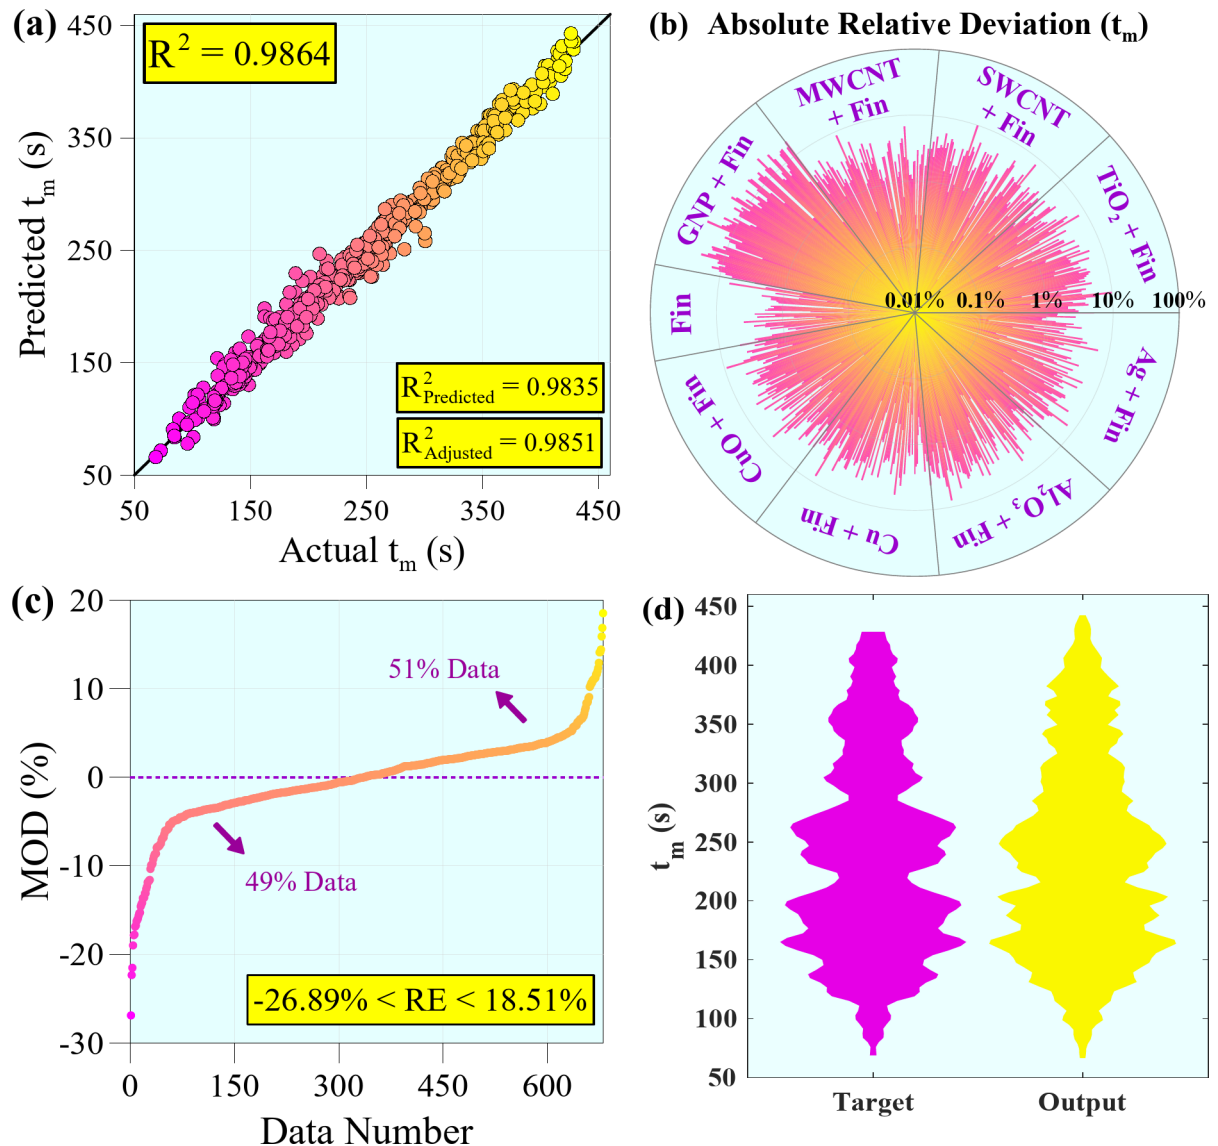 (a)
R² = 0.9864
R²Predicted = 0.9835
R²Adjusted = 0.9851
450
350
250
150
50
50 150 250 350 450
Predicted tm (s)
Actual tm (s)
(b) Absolute Relative Deviation (tm)
MWCNT
+ Fin
SWCNT
+ Fin
TiO₂ + Fin
Ag + Fin
Al₂O₃ + Fin
Cu + Fin
CuO + Fin
Fin
GNP + Fin
0.01% 0.1% 1% 10% 100%
(c)
20
10
0
-10
-20
-30
51% Data
49% Data
-26.89% < RE < 18.51%
0 150 300 450 600
MOD (%)
Data Number
(d)
450
400
350
300
250
200
150
100
50
tm (s)
Target Output